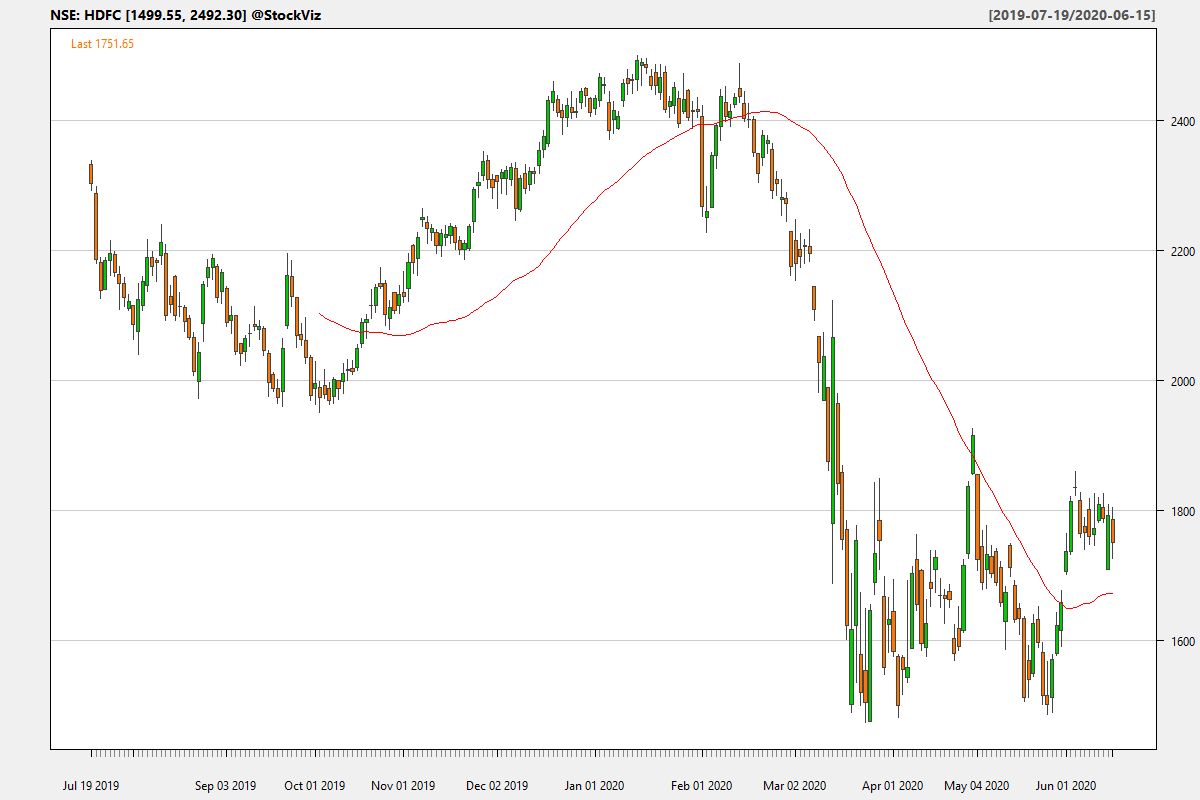 NSE: HDFC [1499.55, 2492.30] @StockViz [2019-07-19/2020-06-15]
Last 1751.65
2400
2200
2000
1800
1600
Jul 19 2019 Sep 03 2019 Oct 01 2019 Nov 01 2019 Dec 02 2019 Jan 01 2020 Feb 01 2020 Mar 02 2020 Apr 01 2020 May 04 2020 Jun 01 2020